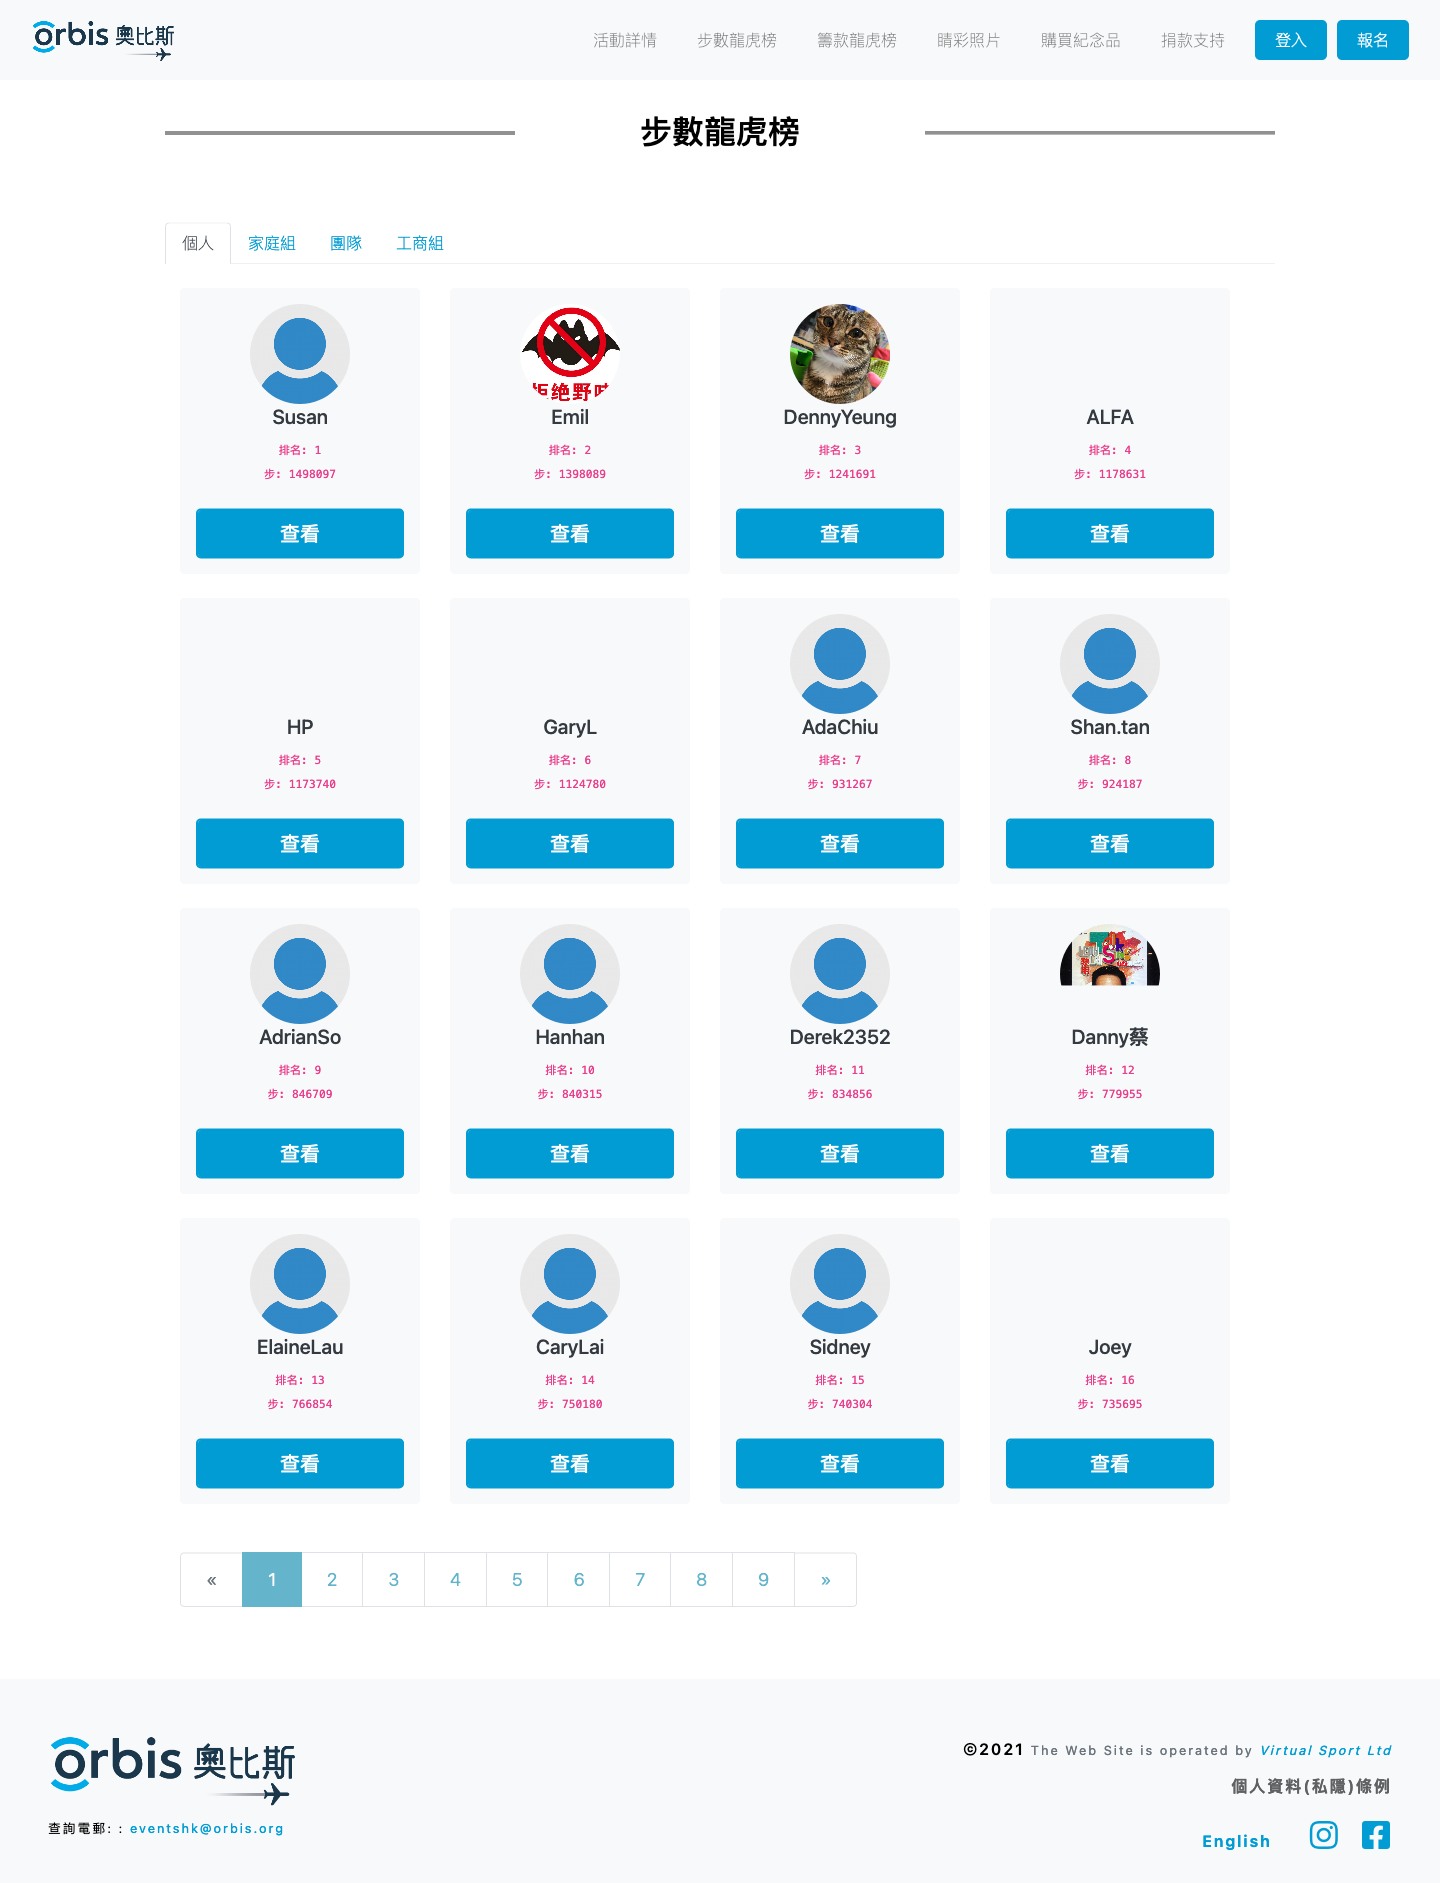 orbis 奧比斯
活動詳情 步數龍虎榜 籌款龍虎榜 睛彩照片 購買紀念品 捐款支持 登入 報名
步數龍虎榜
個人 家庭組 團隊 工商組
拒绝野味
Susan Emil DennyYeung ALFA
排名: 1 排名: 2 排名: 3 排名: 4
步: 1498097 步: 1398089 步: 1241691 步: 1178631
查看 查看 查看 查看
HP GaryL AdaChiu Shan.tan
排名: 5 排名: 6 排名: 7 排名: 8
步: 1173740 步: 1124780 步: 931267 步: 924187
查看 查看 查看 查看
AdrianSo Hanhan Derek2352 Danny蔡
排名: 9 排名: 10 排名: 11 排名: 12
步: 846709 步: 840315 步: 834856 步: 779955
查看 查看 查看 查看
ElaineLau CaryLai Sidney Joey
排名: 13 排名: 14 排名: 15 排名: 16
步: 766854 步: 750180 步: 740304 步: 735695
查看 查看 查看 查看
« 1 2 3 4 5 6 7 8 9 »
orbis 奧比斯
查詢電郵: : eventshk@orbis.org
©2021 The Web Site is operated by Virtual Sport Ltd
個人資料(私隱)條例
English